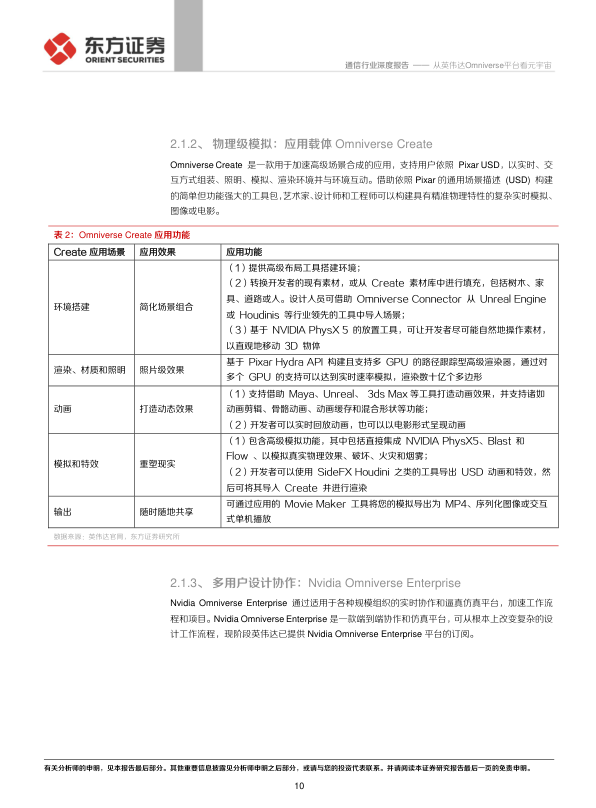 东方证券
ORIENT SECURITIES
通信行业深度报告 —— 从英伟达Omniverse平台看元宇宙
2.1.2、 物理级模拟：应用载体 Omniverse Create
Omniverse Create 是一款用于加速高级场景合成的应用，支持用户依照 Pixar USD，以实时、交
互方式组装、照明、模拟、渲染环境并与环境互动。借助依照 Pixar 的通用场景描述 (USD) 构建
的简单但功能强大的工具包，艺术家、设计师和工程师可以构建具有精准物理特性的复杂实时模拟、
图像或电影。
表 2：Omniverse Create 应用功能
Create 应用场景 应用效果 应用功能
环境搭建 简化场景组合
（1）提供高级布局工具搭建环境；
（2）转换开发者的现有素材，或从 Create 素材库中进行填充，包括树木、家
具、道路或人。设计人员可借助 Omniverse Connector 从 Unreal Engine
或 Houdinis 等行业领先的工具中导入场景；
（3）基于 NVIDIA PhysX 5 的放置工具，可让开发者尽可能自然地操作素材，
以直观地移动 3D 物体
渲染、材质和照明 照片级效果
基于 Pixar Hydra API 构建且支持多 GPU 的路径跟踪型高级渲染器，通过对
多个 GPU 的支持可以达到实时速率模拟，渲染数十亿个多边形
动画 打造动态效果
（1）支持借助 Maya、Unreal、 3ds Max 等工具打造动画效果，并支持诸如
动画剪辑、骨骼动画、动画缓存和混合形状等功能；
（2）开发者可以实时回放动画，也可以以电影形式呈现动画
模拟和特效 重塑现实
（1）包含高级模拟功能，其中包括直接集成 NVIDIA PhysX5、Blast 和
Flow 、以模拟真实物理效果、破坏、火灾和烟雾；
（2）开发者可以使用 SideFX Houdini 之类的工具导出 USD 动画和特效，然
后可将其导入 Create 并进行渲染
输出 随时随地共享
可通过应用的 Movie Maker 工具将您的模拟导出为 MP4、序列化图像或交互
式单机播放
数据来源：英伟达官网，东方证券研究所
2.1.3、 多用户设计协作：Nvidia Omniverse Enterprise
Nvidia Omniverse Enterprise 通过适用于各种规模组织的实时协作和逼真仿真平台，加速工作流
程和项目。Nvidia Omniverse Enterprise 是一款端到端协作和仿真平台，可从根本上改变复杂的设
计工作流程，现阶段英伟达已提供 Nvidia Omniverse Enterprise 平台的订阅。
有关分析师的申明，见本报告最后部分。其他重要信息披露见分析师申明之后部分，或请与您的投资代表联系。并请阅读本证券研究报告最后一页的免责申明。
10